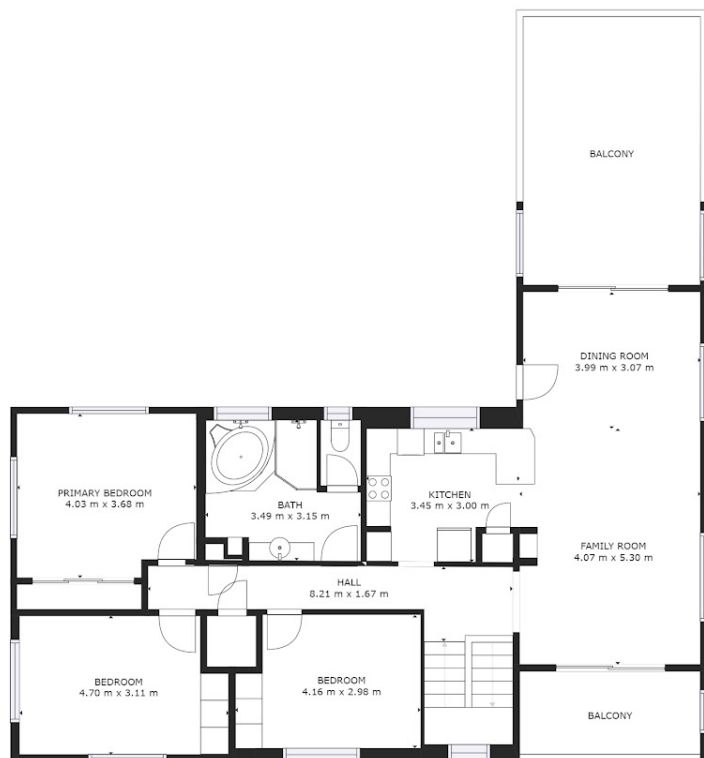 BALCONY
DINING ROOM
3.99 m x 3.07 m
PRIMARY BEDROOM
4.03 m x 3.68 m
BATH
3.49 m x 3.15 m
KITCHEN
3.45 m x 3.00 m
FAMILY ROOM
4.07 m x 5.30 m
HALL
8.21 m x 1.67 m
BEDROOM
4.70 m x 3.11 m
BEDROOM
4.16 m x 2.98 m
BALCONY